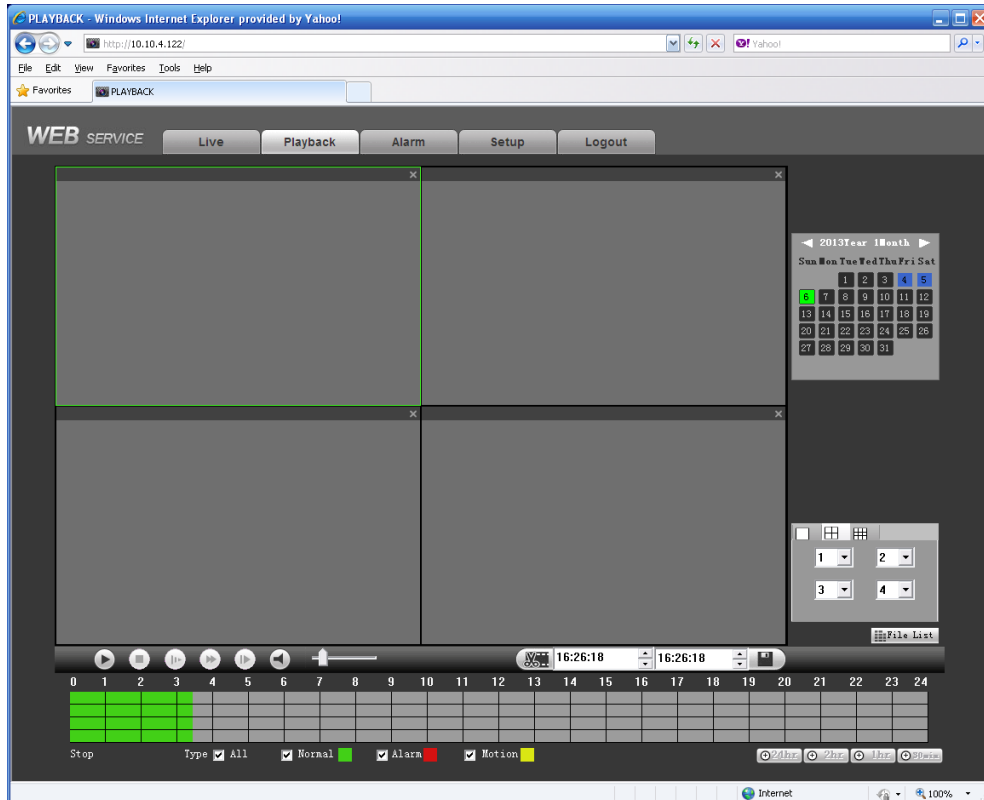 PLAYBACK - Windows Internet Explorer provided by Yahoo!
http://10.10.4.122/
Yahoo!
File Edit View Favorites Tools Help
Favorites PLAYBACK
WEB SERVICE Live Playback Alarm Setup Logout
2013Year 1Month
Sun Mon Tue Wed Thu Fri Sat
1 2 3 4 5
6 7 8 9 10 11 12
13 14 15 16 17 18 19
20 21 22 23 24 25 26
27 28 29 30 31
1 2
3 4
File List
16:26:18 16:26:18
0 1 2 3 4 5 6 7 8 9 10 11 12 13 14 15 16 17 18 19 20 21 22 23 24
Stop Type All Normal Alarm Motion 24hr 2hr 1hr 30min
Internet 100%